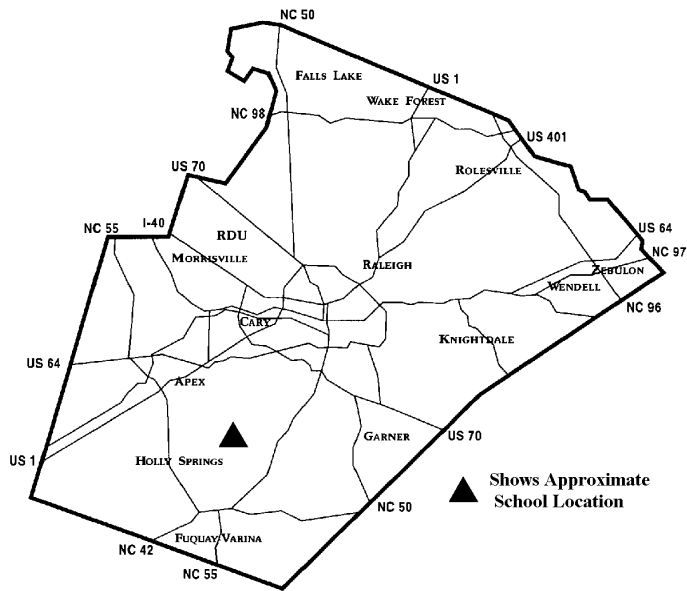 NC 50
FALLS LAKE
US 1
WAKE FOREST
NC 98
US 401
US 70
ROLESVILLE
I-40
NC 55
RDU
MORRISVILLE
US 64
NC 97
RALEIGH
ZEBULON
WENDELL
NC 96
CARY
KNIGHTDALE
US 64
APEX
US 70
GARNER
US 1
HOLLY SPRINGS
Shows Approximate
School Location
NC 50
FUQUAY VARINA
NC 42
NC 55